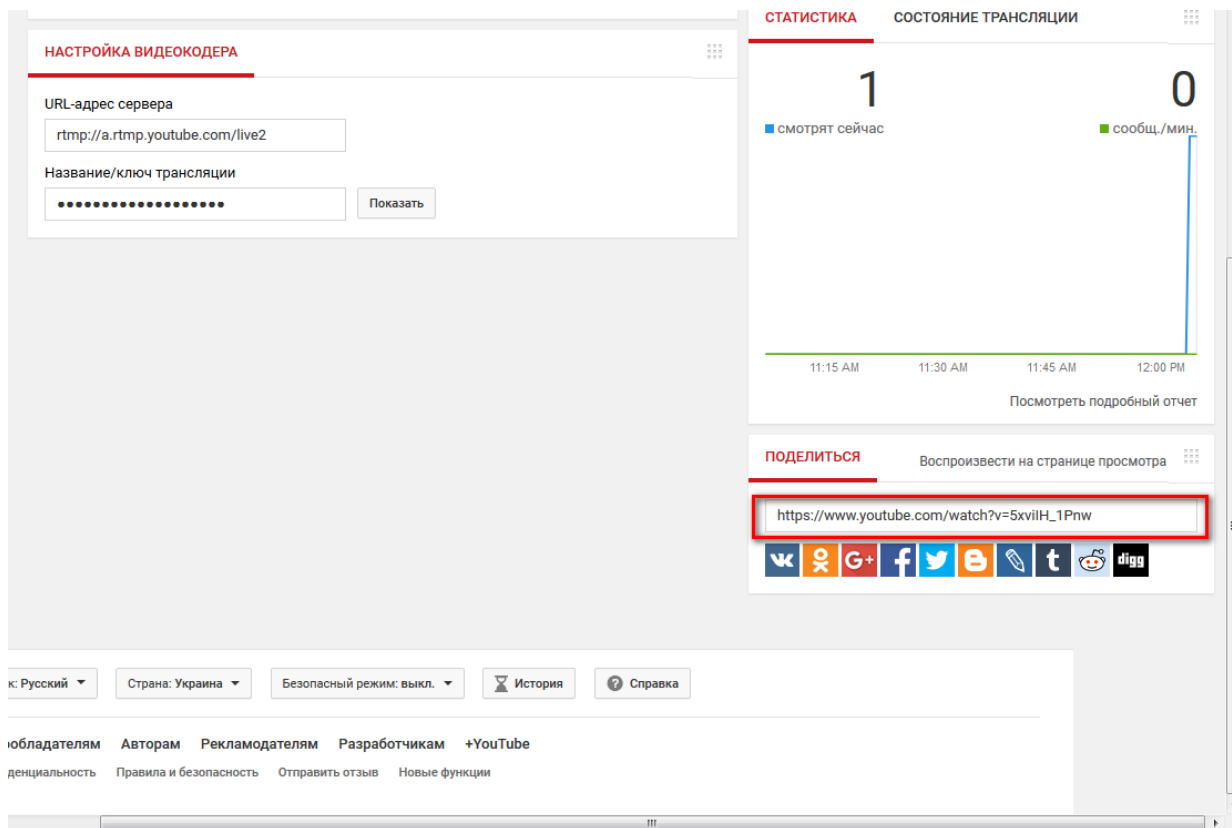 НАСТРОЙКА ВИДЕОКОДЕРА
URL-адрес сервера
rtmp://a.rtmp.youtube.com/live2
Название/ключ трансляции
●●●●●●●●●●●●●●●●●●●
Показать
СТАТИСТИКА СОСТОЯНИЕ ТРАНСЛЯЦИИ
1 0
смотрят сейчас сообщ./мин.
11:15 AM 11:30 AM 11:45 AM 12:00 PM
Посмотреть подробный отчет
ПОДЕЛИТЬСЯ Воспроизвести на странице просмотра
https://www.youtube.com/watch?v=5xviIH_1Pnw
G+ f B t digg
к: Русский Страна: Украина Безопасный режим: выкл. История Справка
обладателям Авторам Рекламодателям Разработчикам +YouTube
денциальность Правила и безопасность Отправить отзыв Новые функции